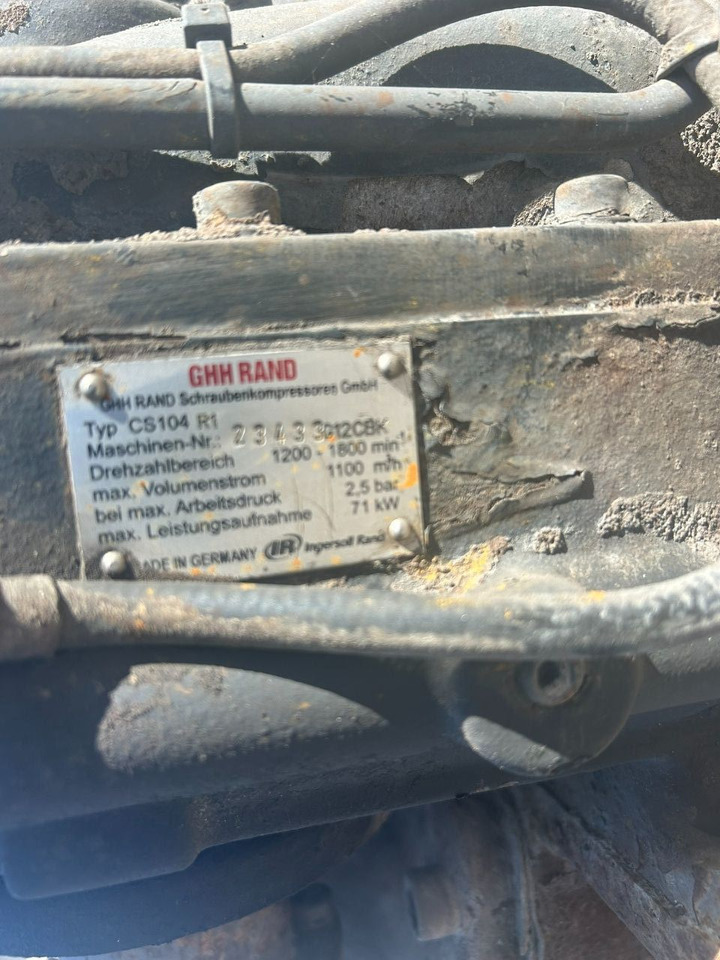 GHH RAND
GHH RAND Schraubenkompressoren GmbH
Typ CS104 R1
Maschinen-Nr.:
Drehzahlbereich 1200 - 1800 min⁻¹
max. Volumenstrom 1100 m³/h
bei max. Arbeitsdruck 2,5 bar
max. Leistungsaufnahme 71 kW
MADE IN GERMANY IR Ingersoll Rand